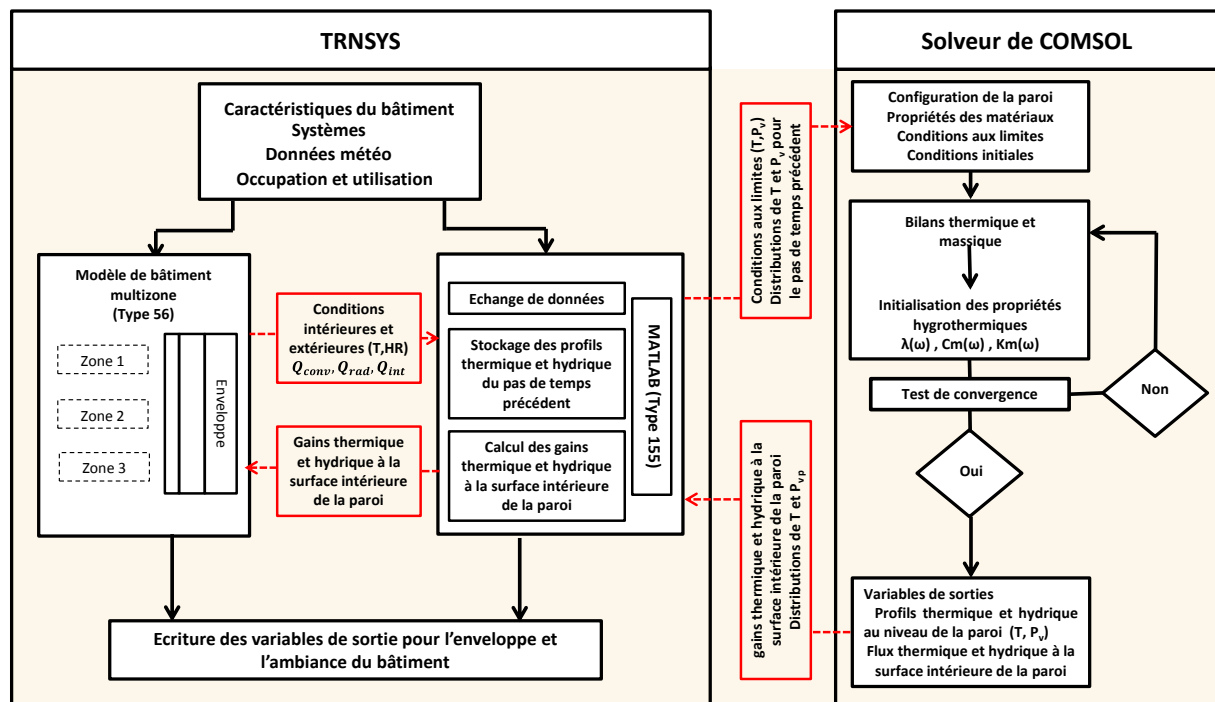 TRNSYS
Caractéristiques du bâtiment
Systèmes
Données météo
Occupation et utilisation
Modèle de bâtiment
multizone
(Type 56)
Zone 1
Zone 2
Zone 3
Enveloppe
Conditions
intérieures et
extérieures (T,HR)
Q_conv, Q_rad, Q_int
Gains thermique
et hydrique à la
surface intérieure
de la paroi
Echange de données
Stockage des profils
thermique et hydrique
du pas de temps
précédent
Calcul des gains
thermique et hydrique
à la surface intérieure
de la paroi
MATLAB (Type 155)
Ecriture des variables de sortie pour l'enveloppe et
l'ambiance du bâtiment
Conditions aux limites (T,P_v)
Distributions de T et P_v pour
le pas de temps précédent
gains thermique et hydrique à la
surface intérieure de la paroi
Distributions de T et P_v p
Solveur de COMSOL
Configuration de la paroi
Propriétés des matériaux
Conditions aux limites
Conditions initiales
Bilans thermique et
massique
Initialisation des propriétés
hygrothermiques
λ(ω) , Cm(ω) , Km(ω)
Test de convergence
Non
Oui
Variables de sorties
Profils thermique et hydrique
au niveau de la paroi (T, P_v)
Flux thermique et hydrique à la
surface intérieure de la paroi